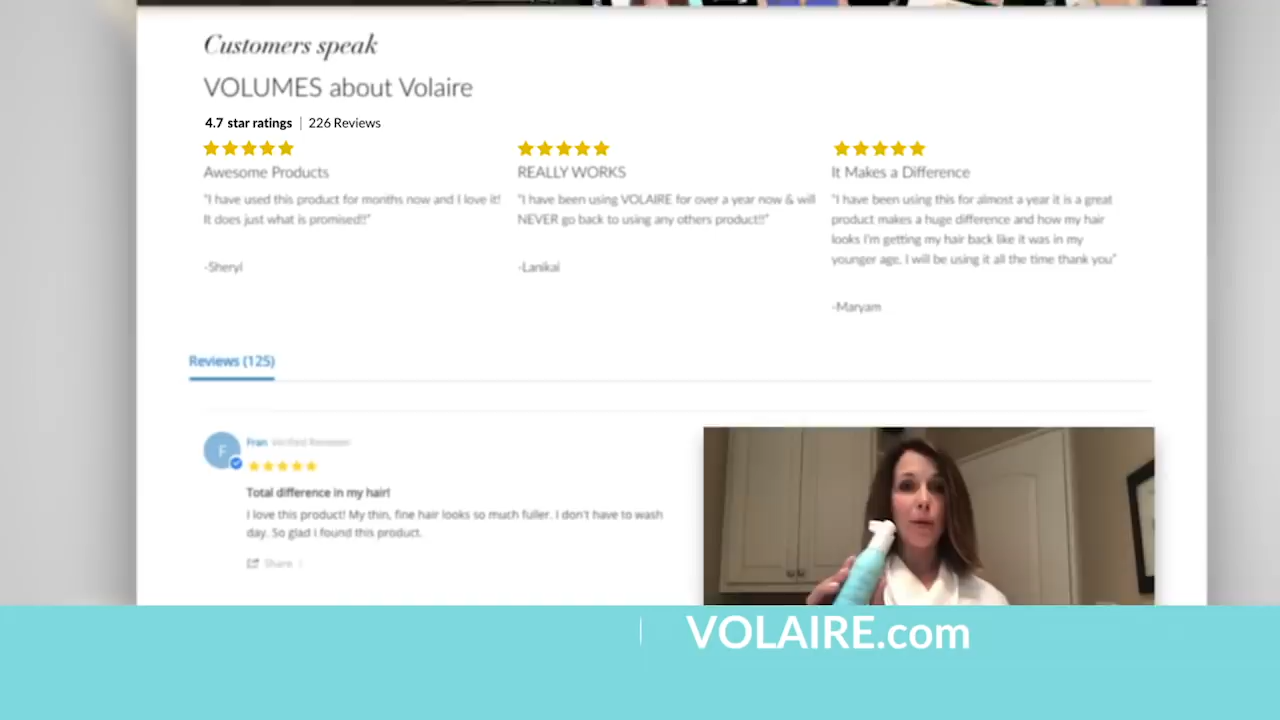 Customers speak
VOLUMES about Volaire
4.7 star ratings | 226 Reviews
Awesome Products
"I have used this product for months now and I love it!
It does just what is promised!!"
-Sheryl
REALLY WORKS
"I have been using VOLAIRE for over a year now & will
NEVER go back to using any others product!!"
-Lanikai
It Makes a Difference
"I have been using this for almost a year it is a great
product makes a huge difference and how my hair
looks I'm getting my hair back like it was in my
younger age, I will be using it all the time thank you"
-Maryam
Reviews (125)
F
Fran Verified Reviewer
Total difference in my hair!
I love this product! My thin, fine hair looks so much fuller. I don't have to wash
day. So glad I found this product.
Share
VOLAIRE.com